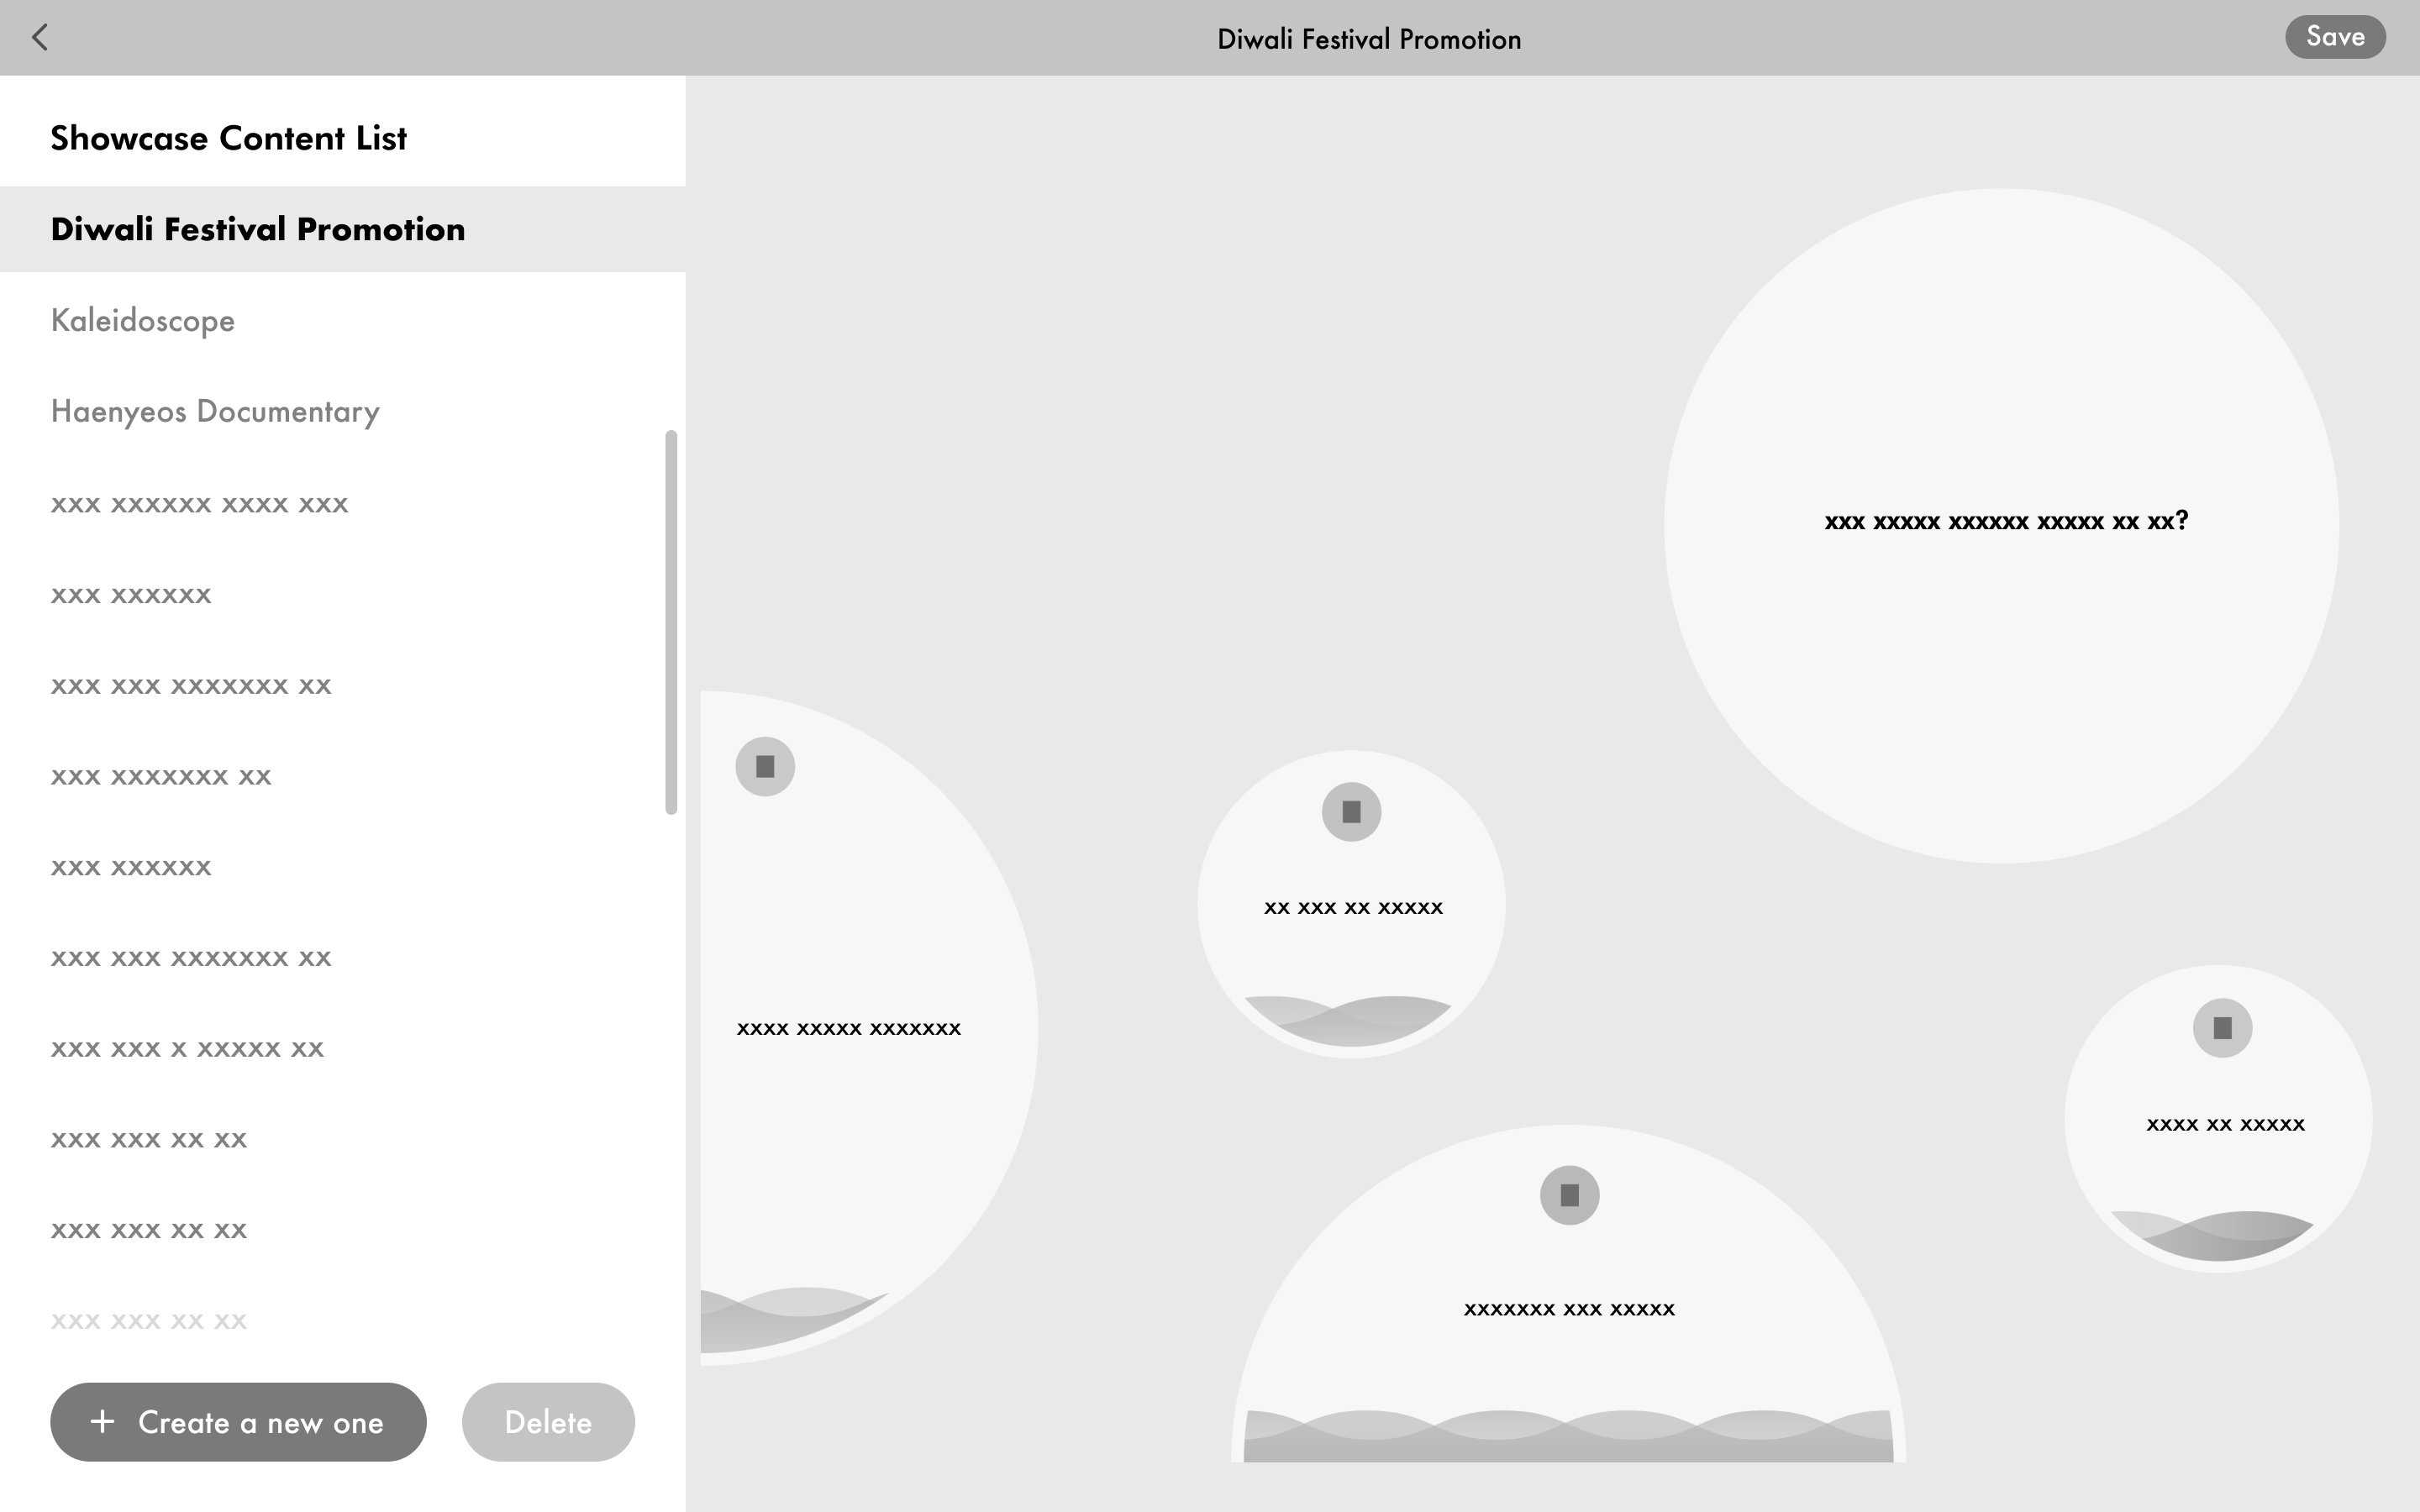 Diwali Festival Promotion
Save
Showcase Content List
Diwali Festival Promotion
Kaleidoscope
Haenyeos Documentary
xxx xxxxxx xxxx xxx
xxx xxxxxx
xxx xxx xxxxxxx xx
xxx xxxxxxx xx
xxx xxxxxx
xxx xxx xxxxxxx xx
xxx xxx x xxxxx xx
xxx xxx xx xx
xxx xxx xx xx
xxx xxx xx xx
+ Create a new one
Delete
xxx xxxxx xxxxxx xxxxx xx xx?
xx xxx xx xxxxx
xxxx xxxxx xxxxxxx
xxxx xx xxxxx
xxxxxxx xxx xxxxx